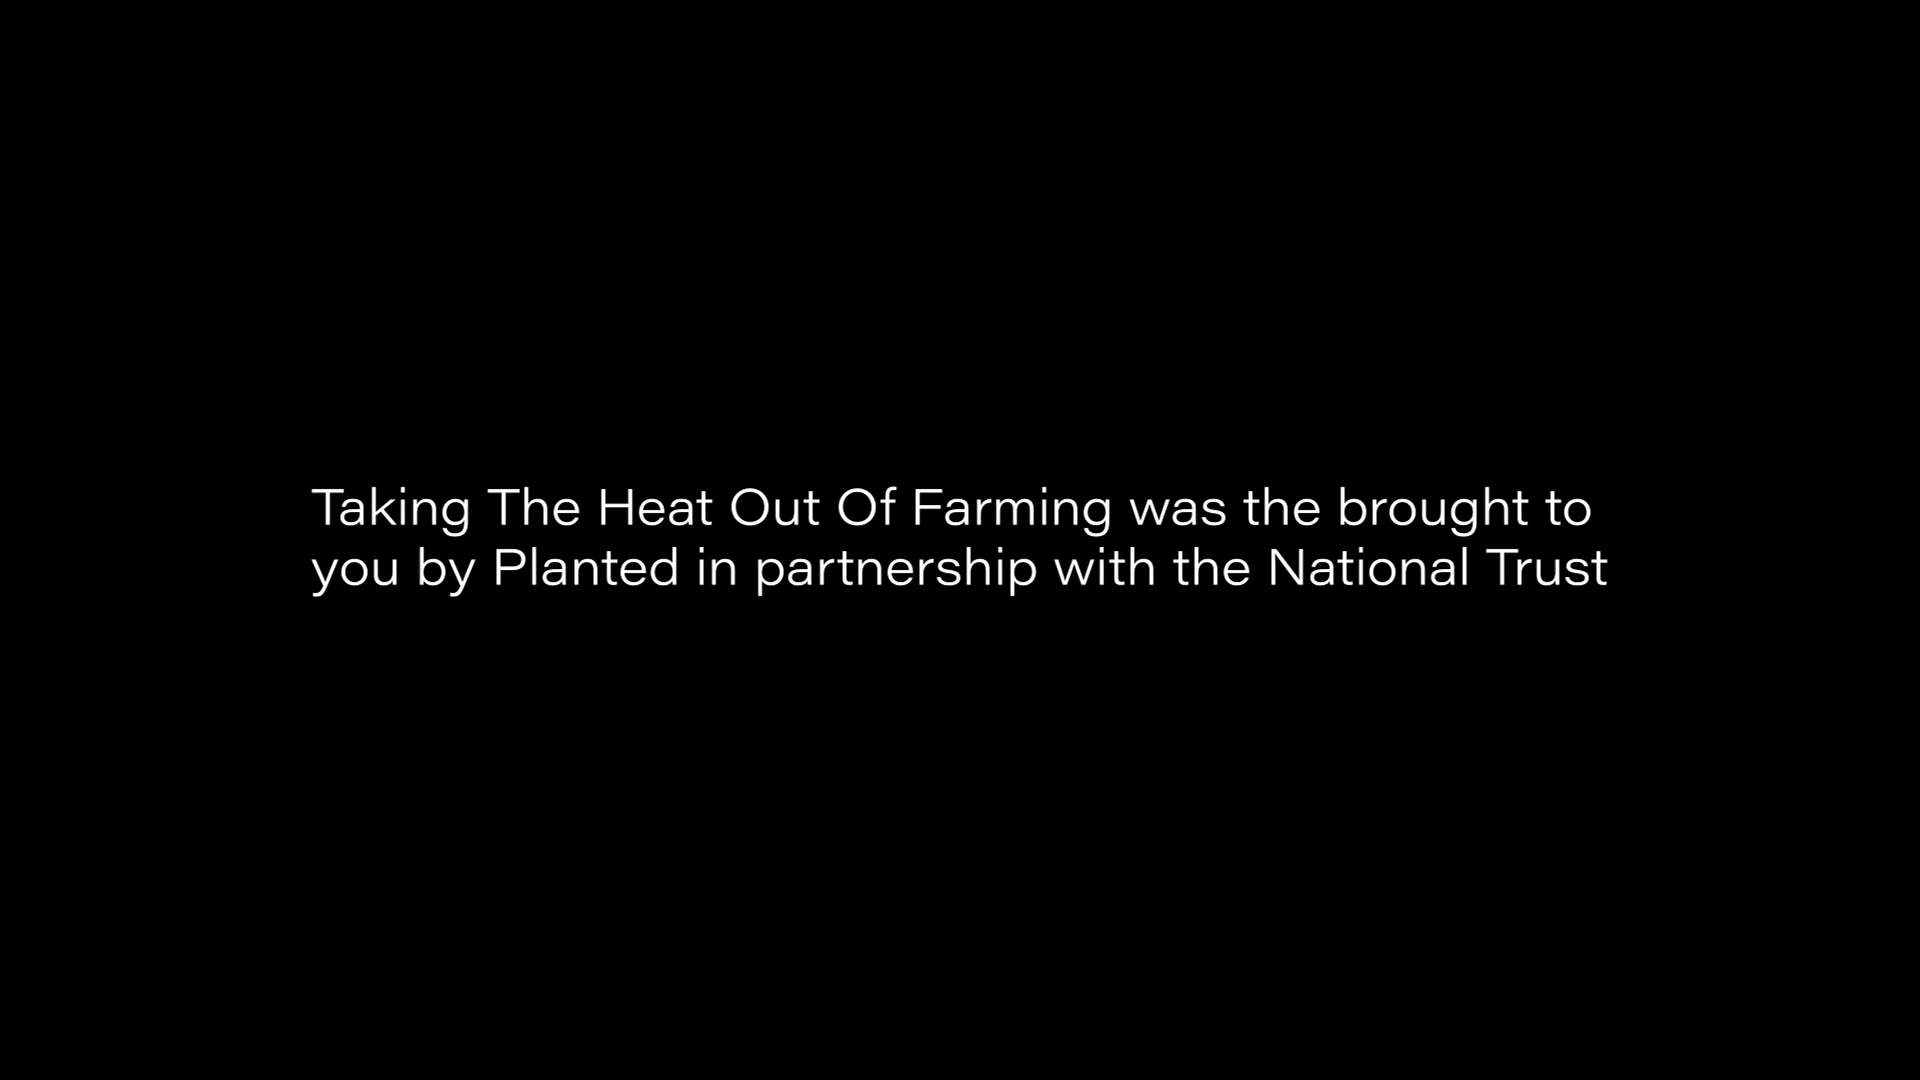 Taking The Heat Out Of Farming was the brought to
you by Planted in partnership with the National Trust